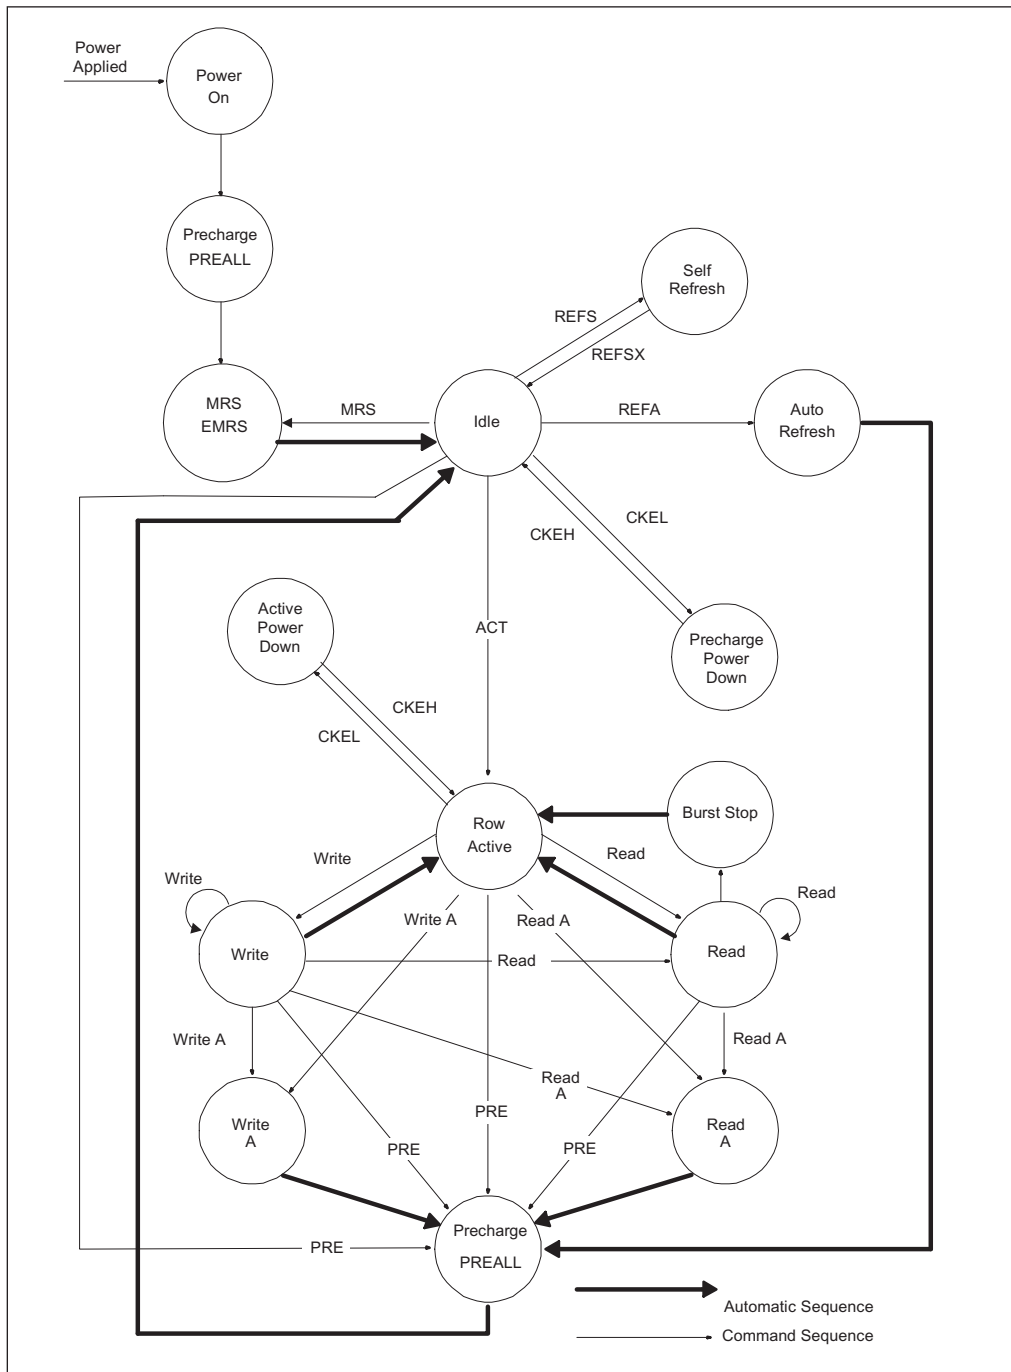 Power
Applied
Power
On
Precharge
PREALL
Self
Refresh
REFS
REFSX
MRS
EMRS
MRS
Idle
REFA
Auto
Refresh
CKEL
CKEH
Active
Power
Down
ACT
Precharge
Power
Down
CKEH
CKEL
Row
Active
Burst Stop
Write
Read
Write
Read
Write A
Read A
Write
Read
Read
Write A
Read A
Read
A
Write
A
PRE
Read
A
PRE
PRE
Precharge
PREALL
PRE
Automatic Sequence
Command Sequence